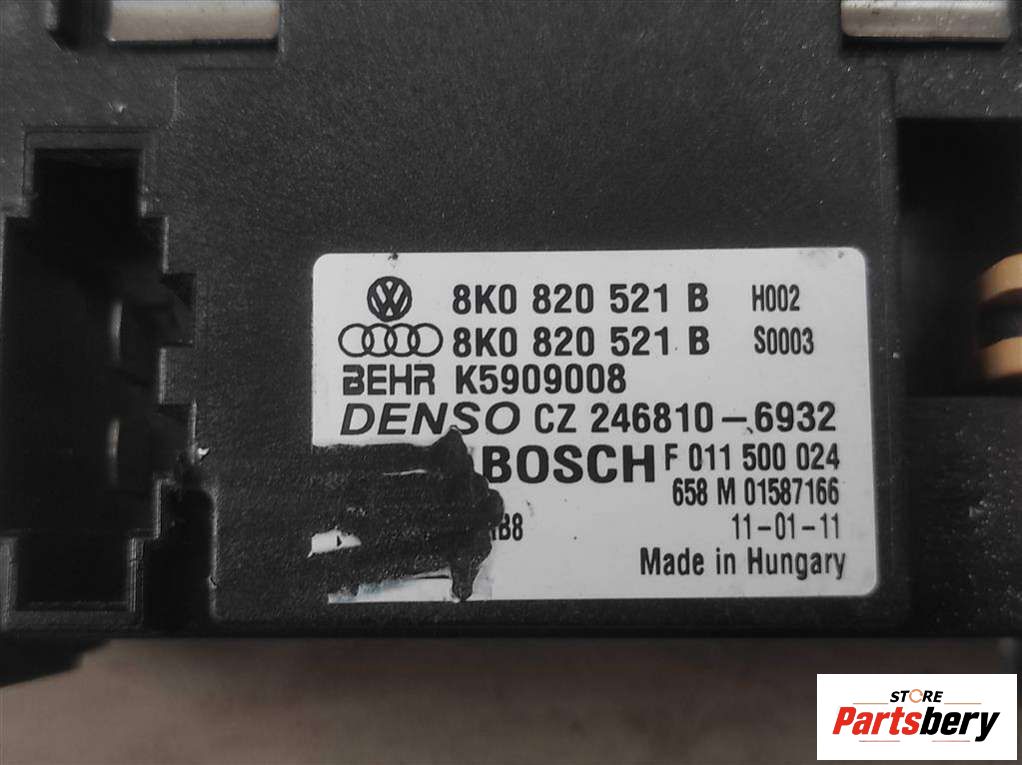 8K0 820 521 B H002
8K0 820 521 B S0003
BEHR K5909008
DENSO CZ 246810-6932
BOSCH F 011 500 024
658 M 01587166
11-01-11
Made in Hungary
STORE
Partsbery